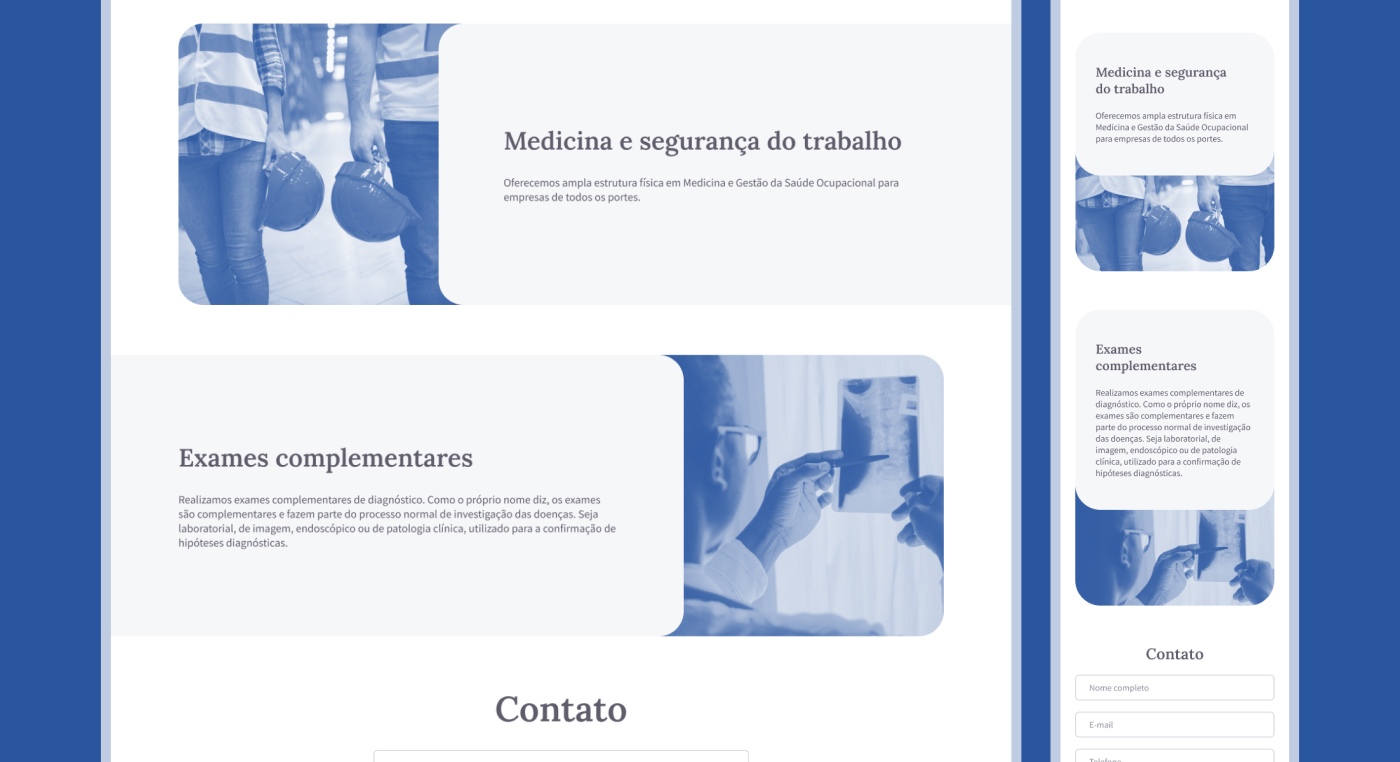 Medicina e segurança do trabalho
Oferecemos ampla estrutura física em Medicina e Gestão da Saúde Ocupacional para
empresas de todos os portes.
Exames complementares
Realizamos exames complementares de diagnóstico. Como o próprio nome diz, os exames
são complementares e fazem parte do processo normal de investigação das doenças. Seja
laboratorial, de imagem, endoscópico ou de patologia clínica, utilizado para a confirmação de
hipóteses diagnósticas.
Contato
Medicina e segurança
do trabalho
Oferecemos ampla estrutura física em
Medicina e Gestão da Saúde Ocupacional
para empresas de todos os portes.
Exames
complementares
Realizamos exames complementares de
diagnóstico. Como o próprio nome diz, os
exames são complementares e fazem
parte do processo normal de investigação
das doenças. Seja laboratorial, de
imagem, endoscópico ou de patologia
clínica, utilizado para a confirmação de
hipóteses diagnósticas.
Contato
Nome completo
E-mail
Telefone